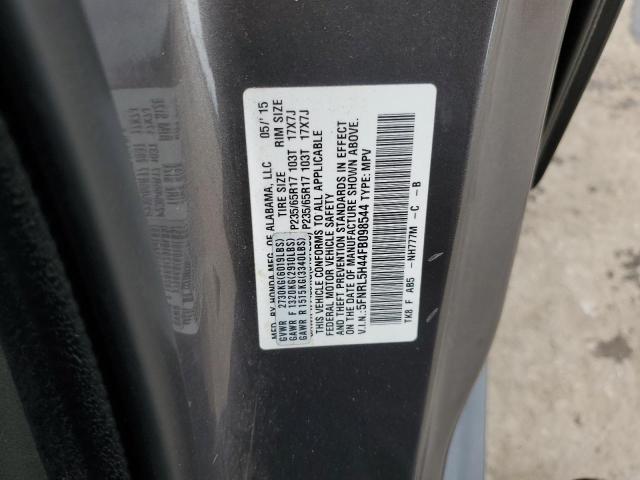 MFD. BY HONDA MFG. OF ALABAMA, LLC 05/'15
TIRE SIZE RIM SIZE
GVWR 2730KG(6019LBS)
GAWR F 1320KG(2910LBS) P235/65R17 103T 17X7J
GAWR R 1515KG(3340LBS) P235/65R17 103T 17X7J
THIS VEHICLE CONFORMS TO ALL APPLICABLE
FEDERAL MOTOR VEHICLE SAFETY
AND THEFT PREVENTION STANDARDS IN EFFECT
ON THE DATE OF MANUFACTURE SHOWN ABOVE.
V.I.N.:5FNRL5H44FB098544 TYPE: MPV
TK8 F AB5 -NH777M -C -B